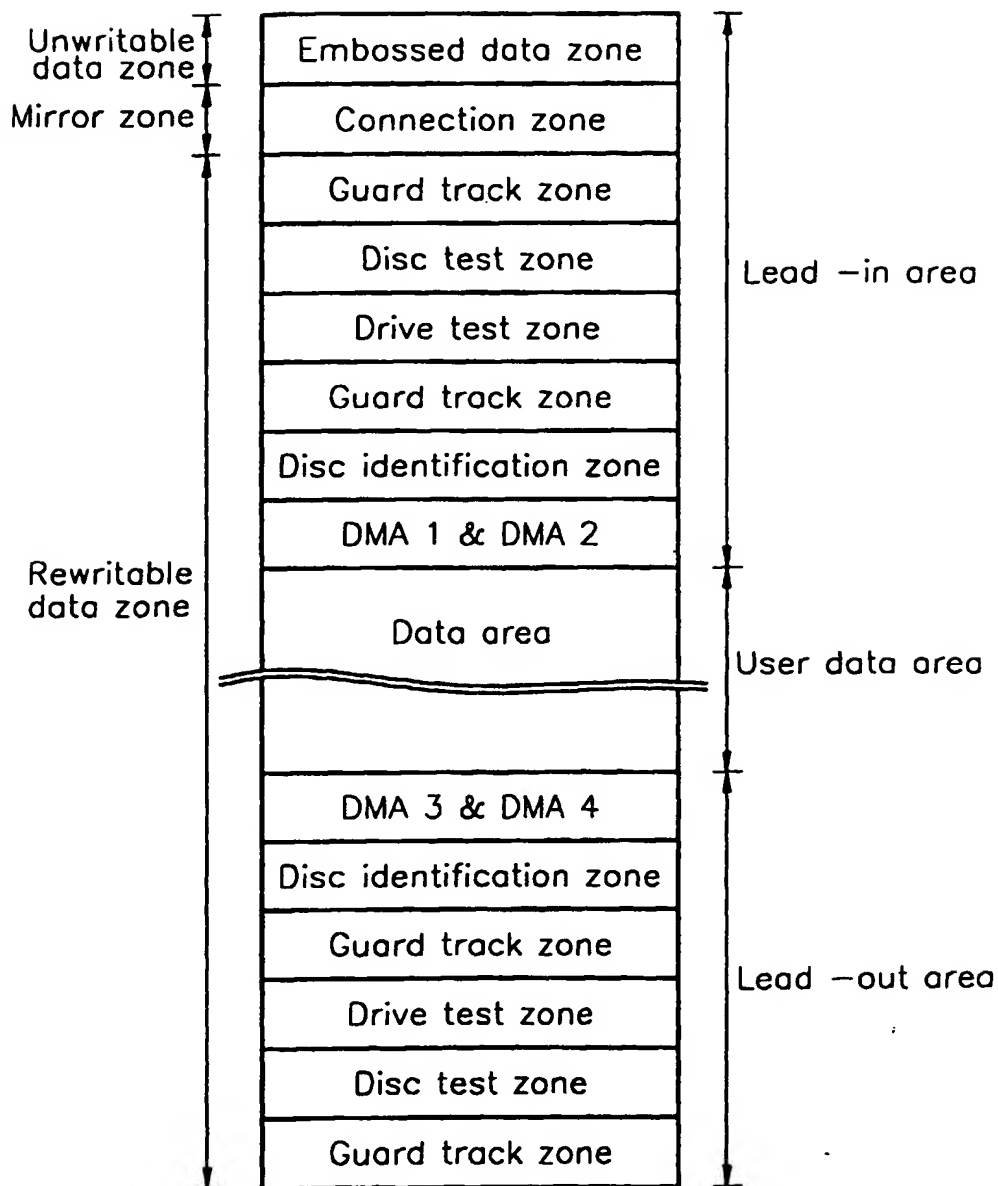 Unwritable
data zone
Embossed data zone
Mirror zone
Connection zone
Guard track zone
Disc test zone
Lead –in area
Drive test zone
Guard track zone
Disc identification zone
DMA 1 & DMA 2
Rewritable
data zone
Data area
User data area
DMA 3 & DMA 4
Disc identification zone
Guard track zone
Lead –out area
Drive test zone
Disc test zone
Guard track zone